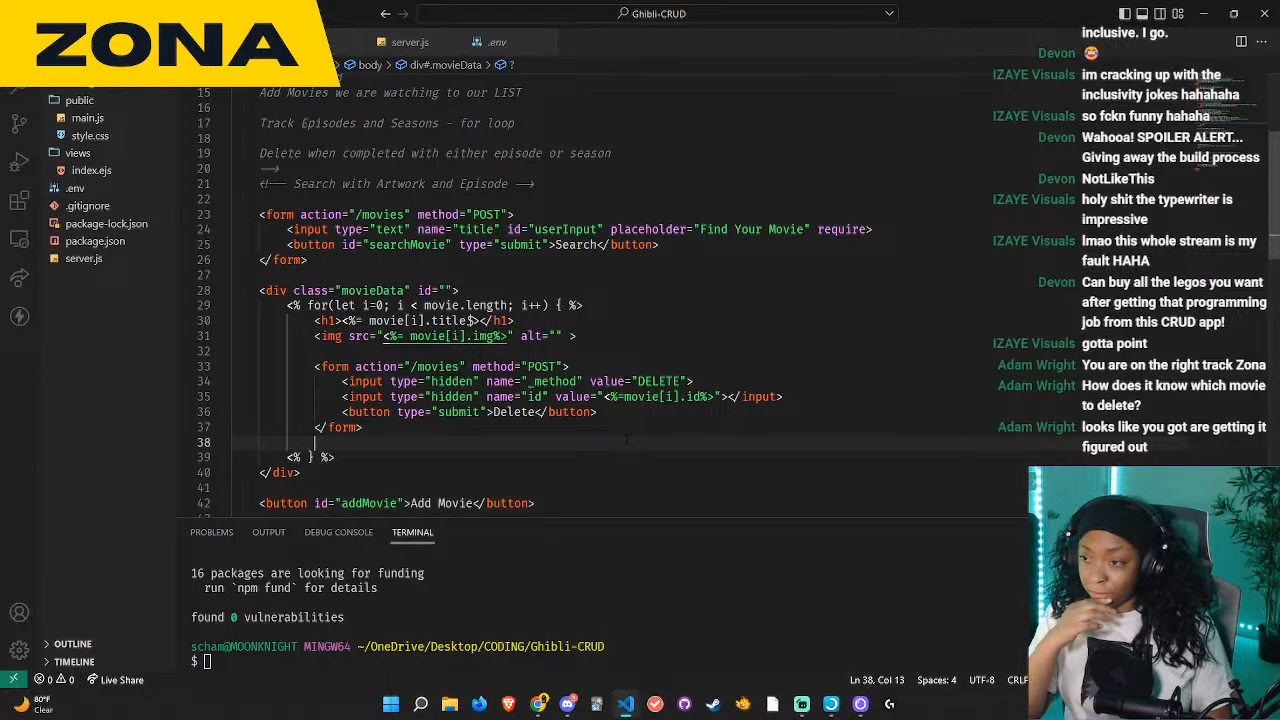 ZONA
Ghibli-CRUD
server.js
.env
body
div#.movieData
?
public
main.js
style.css
views
index.ejs
.env
.gitignore
package-lock.json
package.json
server.js
OUTLINE
TIMELINE
15 Add Movies we are watching to our LIST
16
17 Track Episodes and Seasons - for loop
18
19 Delete when completed with either episode or season
20 -->
21 <!-- Search with Artwork and Episode -->
22
23 <form action="/movies" method="POST">
24 <input type="text" name="title" id="userInput" placeholder="Find Your Movie" require>
25 <button id="searchMovie" type="submit">Search</button>
26 </form>
27
28 <div class="movieData" id="">
29 <% for(let i=0; i < movie.length; i++) { %>
30 <h1><%= movie[i].title$></h1>
31 <img src="<%= movie[i].img%>" alt="" >
32
33 <form action="/movies" method="POST">
34 <input type="hidden" name="_method" value="DELETE">
35 <input type="hidden" name="id" value="<%=movie[i].id%>"></input>
36 <button type="submit">Delete</button>
37 </form>
38
39 <% } %>
40 </div>
41
42 <button id="addMovie">Add Movie</button>
PROBLEMS OUTPUT DEBUG CONSOLE TERMINAL
16 packages are looking for funding
run `npm fund` for details
found 0 vulnerabilities
scham@MOONKNIGHT MINGW64 ~/OneDrive/Desktop/CODING/Ghibli-CRUD
$
0 0 Live Share
Ln 38, Col 13 Spaces: 4 UTF-8 CRLF
80°F
Clear
inclusive. I go.
Devon 😂
IZAYE Visuals im cracking up with the
inclusivity jokes hahahaha
IZAYE Visuals so fckn funny hahaha
Devon Wahooa! SPOILER ALERT...
Giving away the build process
Devon NotLikeThis
IZAYE Visuals holy shit the typewriter is
impressive
IZAYE Visuals lmao this whole stream is my
fault HAHA
Devon Can buy all the legos you want
after getting that programming
job from this CRUD app!
IZAYE Visuals gotta point
Adam Wright You are on the right track Zona
Adam Wright How does it know which movie
to delete?
Adam Wright looks like you got are getting it
figured out